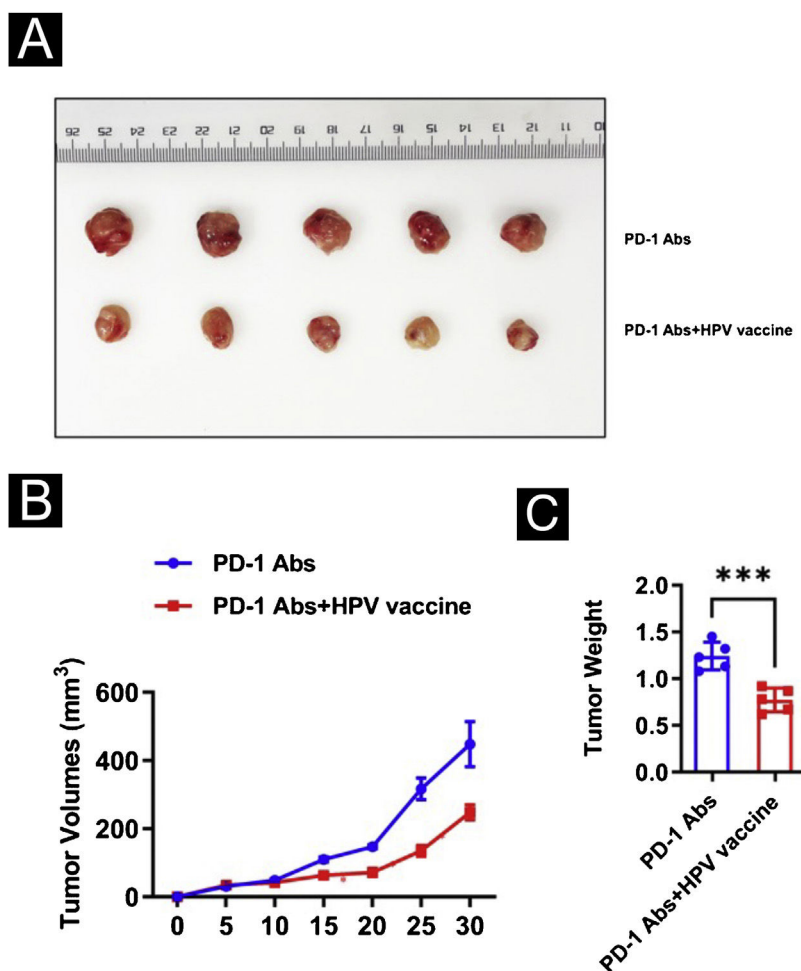 A
26 25 24 23 22 21 20 19 18 17 16 15 14 13 12 11 10
PD-1 Abs
PD-1 Abs+HPV vaccine
B
PD-1 Abs
PD-1 Abs+HPV vaccine
Tumor Volumes (mm³)
600
400
200
0
0 5 10 15 20 25 30
C
***
Tumor Weight
2.0
1.5
1.0
0.5
0.0
PD-1 Abs
PD-1 Abs+HPV vaccine